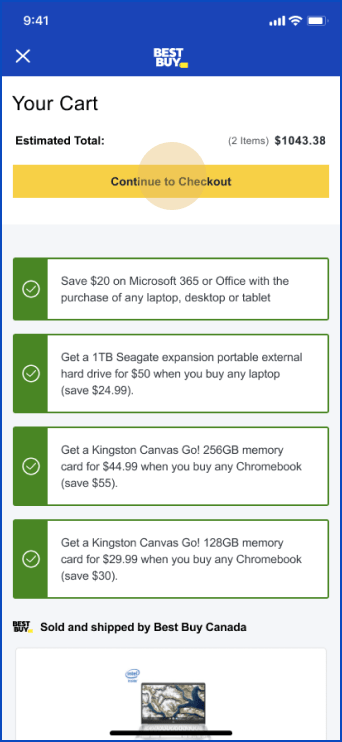 9:41
BEST
BUY
Your Cart
Estimated Total: (2 Items) $1043.38
Continue to Checkout
Save $20 on Microsoft 365 or Office with the
purchase of any laptop, desktop or tablet
Get a 1TB Seagate expansion portable external
hard drive for $50 when you buy any laptop
(save $24.99).
Get a Kingston Canvas Go! 256GB memory
card for $44.99 when you buy any Chromebook
(save $55).
Get a Kingston Canvas Go! 128GB memory
card for $29.99 when you buy any Chromebook
(save $30).
BEST
BUY
Sold and shipped by Best Buy Canada
intel